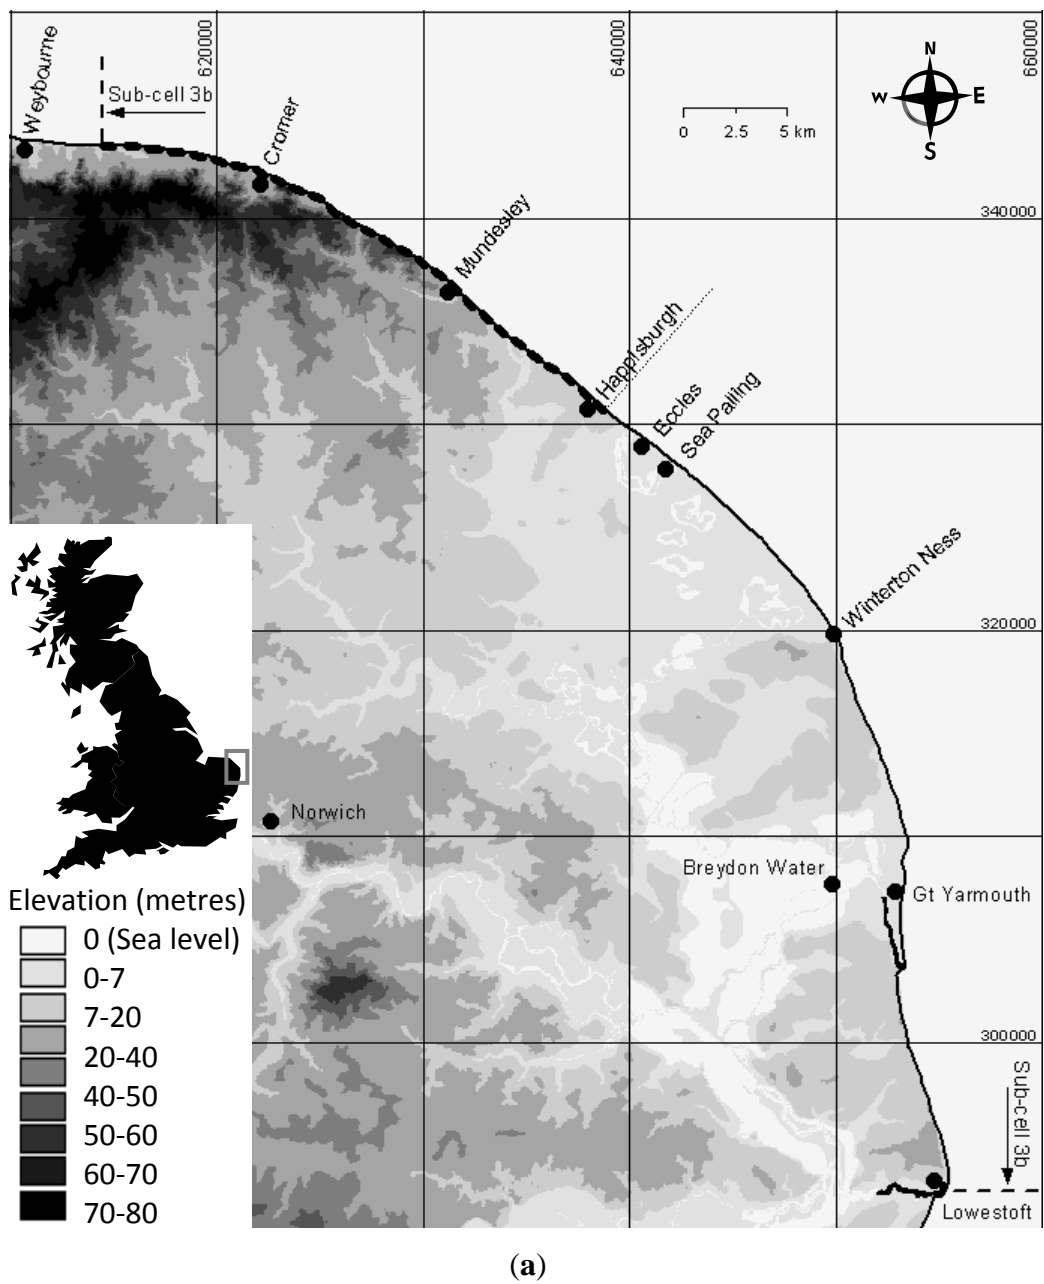 Weybourne
620000
640000
660000
Sub-cell 3b
Cromer
N
W
E
S
0 2.5 5 km
340000
Mundesley
Happisburgh
Eccles
Sea Palling
Winterton Ness
320000
Norwich
Breydon Water
Gt Yarmouth
Elevation (metres)
0 (Sea level)
0-7
7-20
20-40
40-50
50-60
60-70
70-80
300000
Sub-cell 3b
Lowestoft
(a)